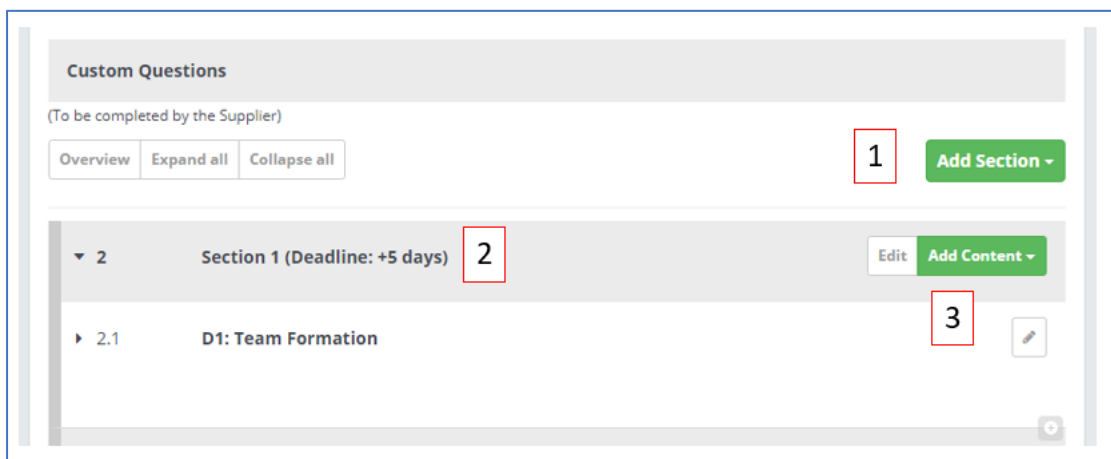 Custom Questions
(To be completed by the Supplier)
Overview Expand all Collapse all
1
Add Section
2 Section 1 (Deadline: +5 days)
2
Edit Add Content
3
2.1 D1: Team Formation